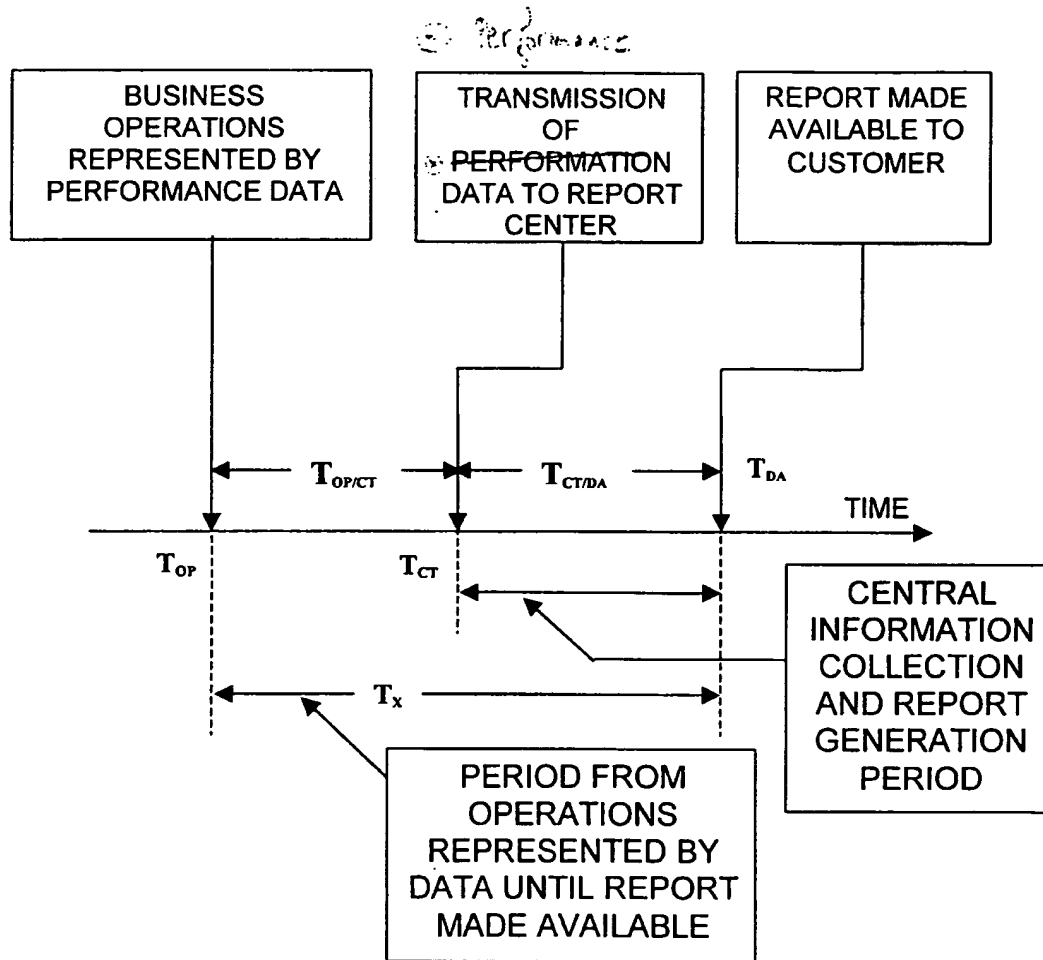 Performance
BUSINESS
OPERATIONS
REPRESENTED BY
PERFORMANCE DATA
TRANSMISSION
OF
PERFORMATION
DATA TO REPORT
CENTER
REPORT MADE
AVAILABLE TO
CUSTOMER
T_OP/CT
T_CT/DA
T_DA
TIME
T_OP
T_CT
T_X
CENTRAL
INFORMATION
COLLECTION
AND REPORT
GENERATION
PERIOD
PERIOD FROM
OPERATIONS
REPRESENTED BY
DATA UNTIL REPORT
MADE AVAILABLE